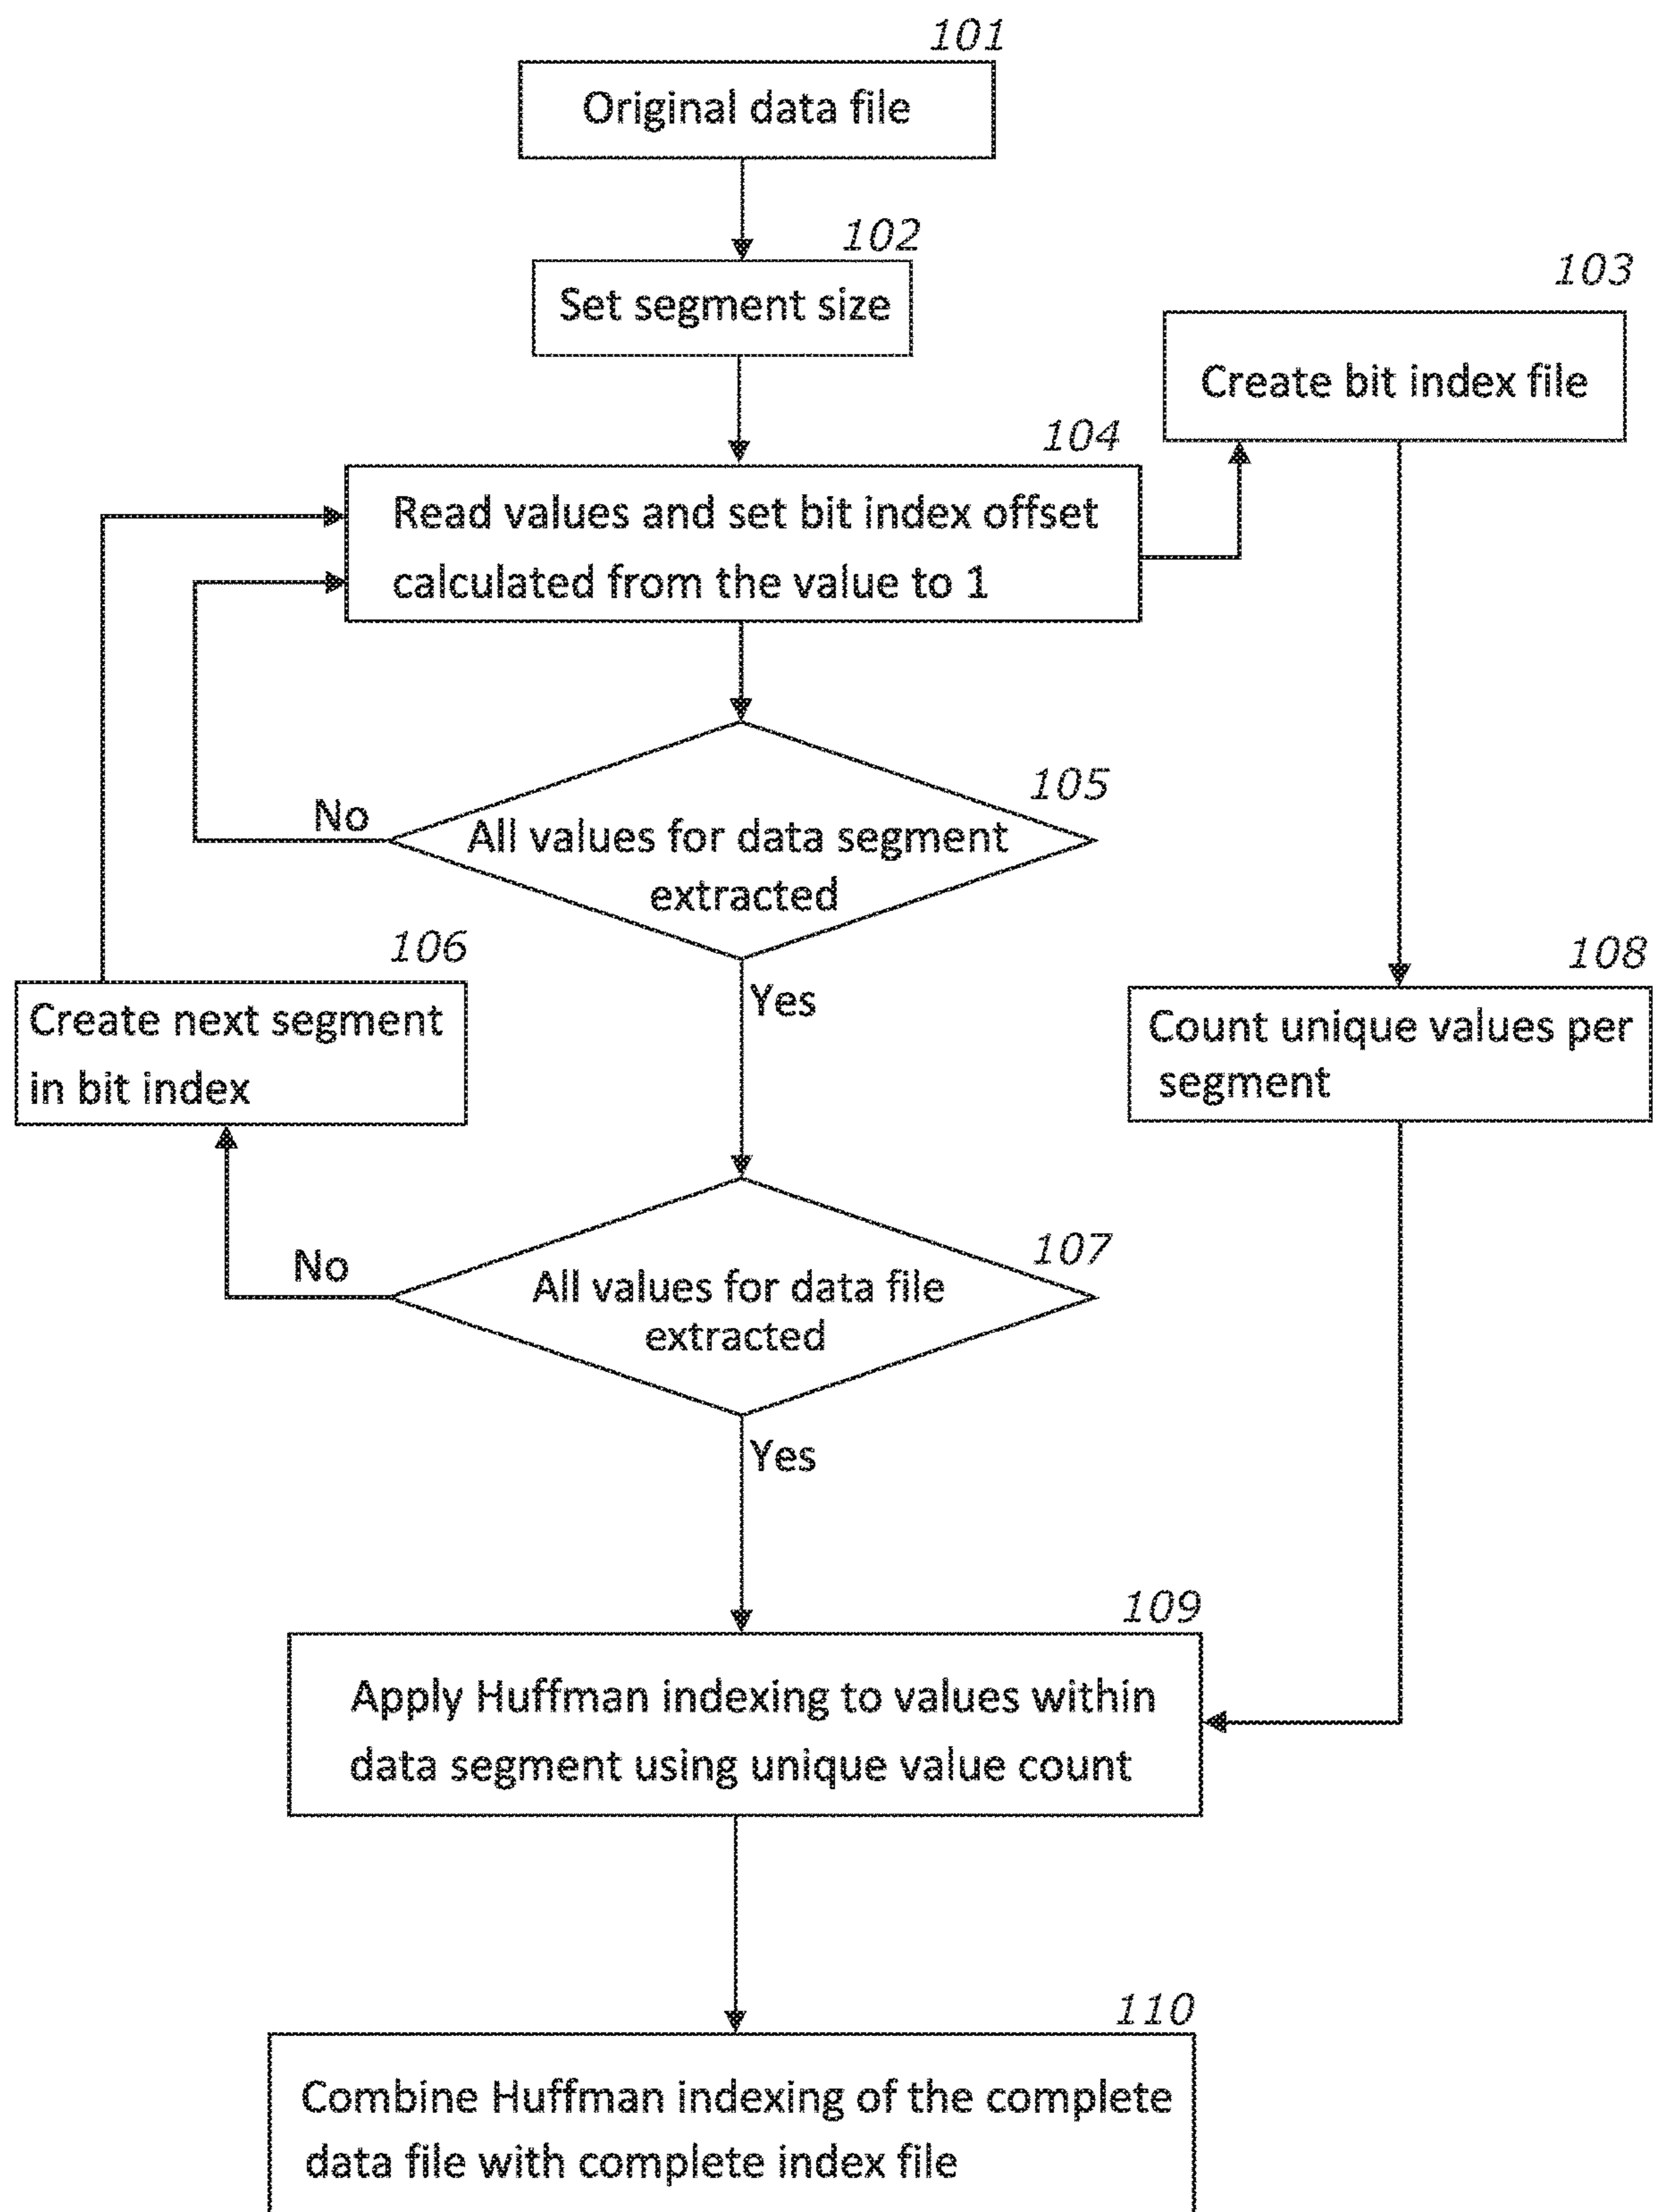 101
Original data file
102
Set segment size
103
Create bit index file
104
Read values and set bit index offset
calculated from the value to 1
105
No
All values for data segment
extracted
106
Yes
108
Create next segment
in bit index
Count unique values per
segment
107
No
All values for data file
extracted
Yes
109
Apply Huffman indexing to values within
data segment using unique value count
110
Combine Huffman indexing of the complete
data file with complete index file